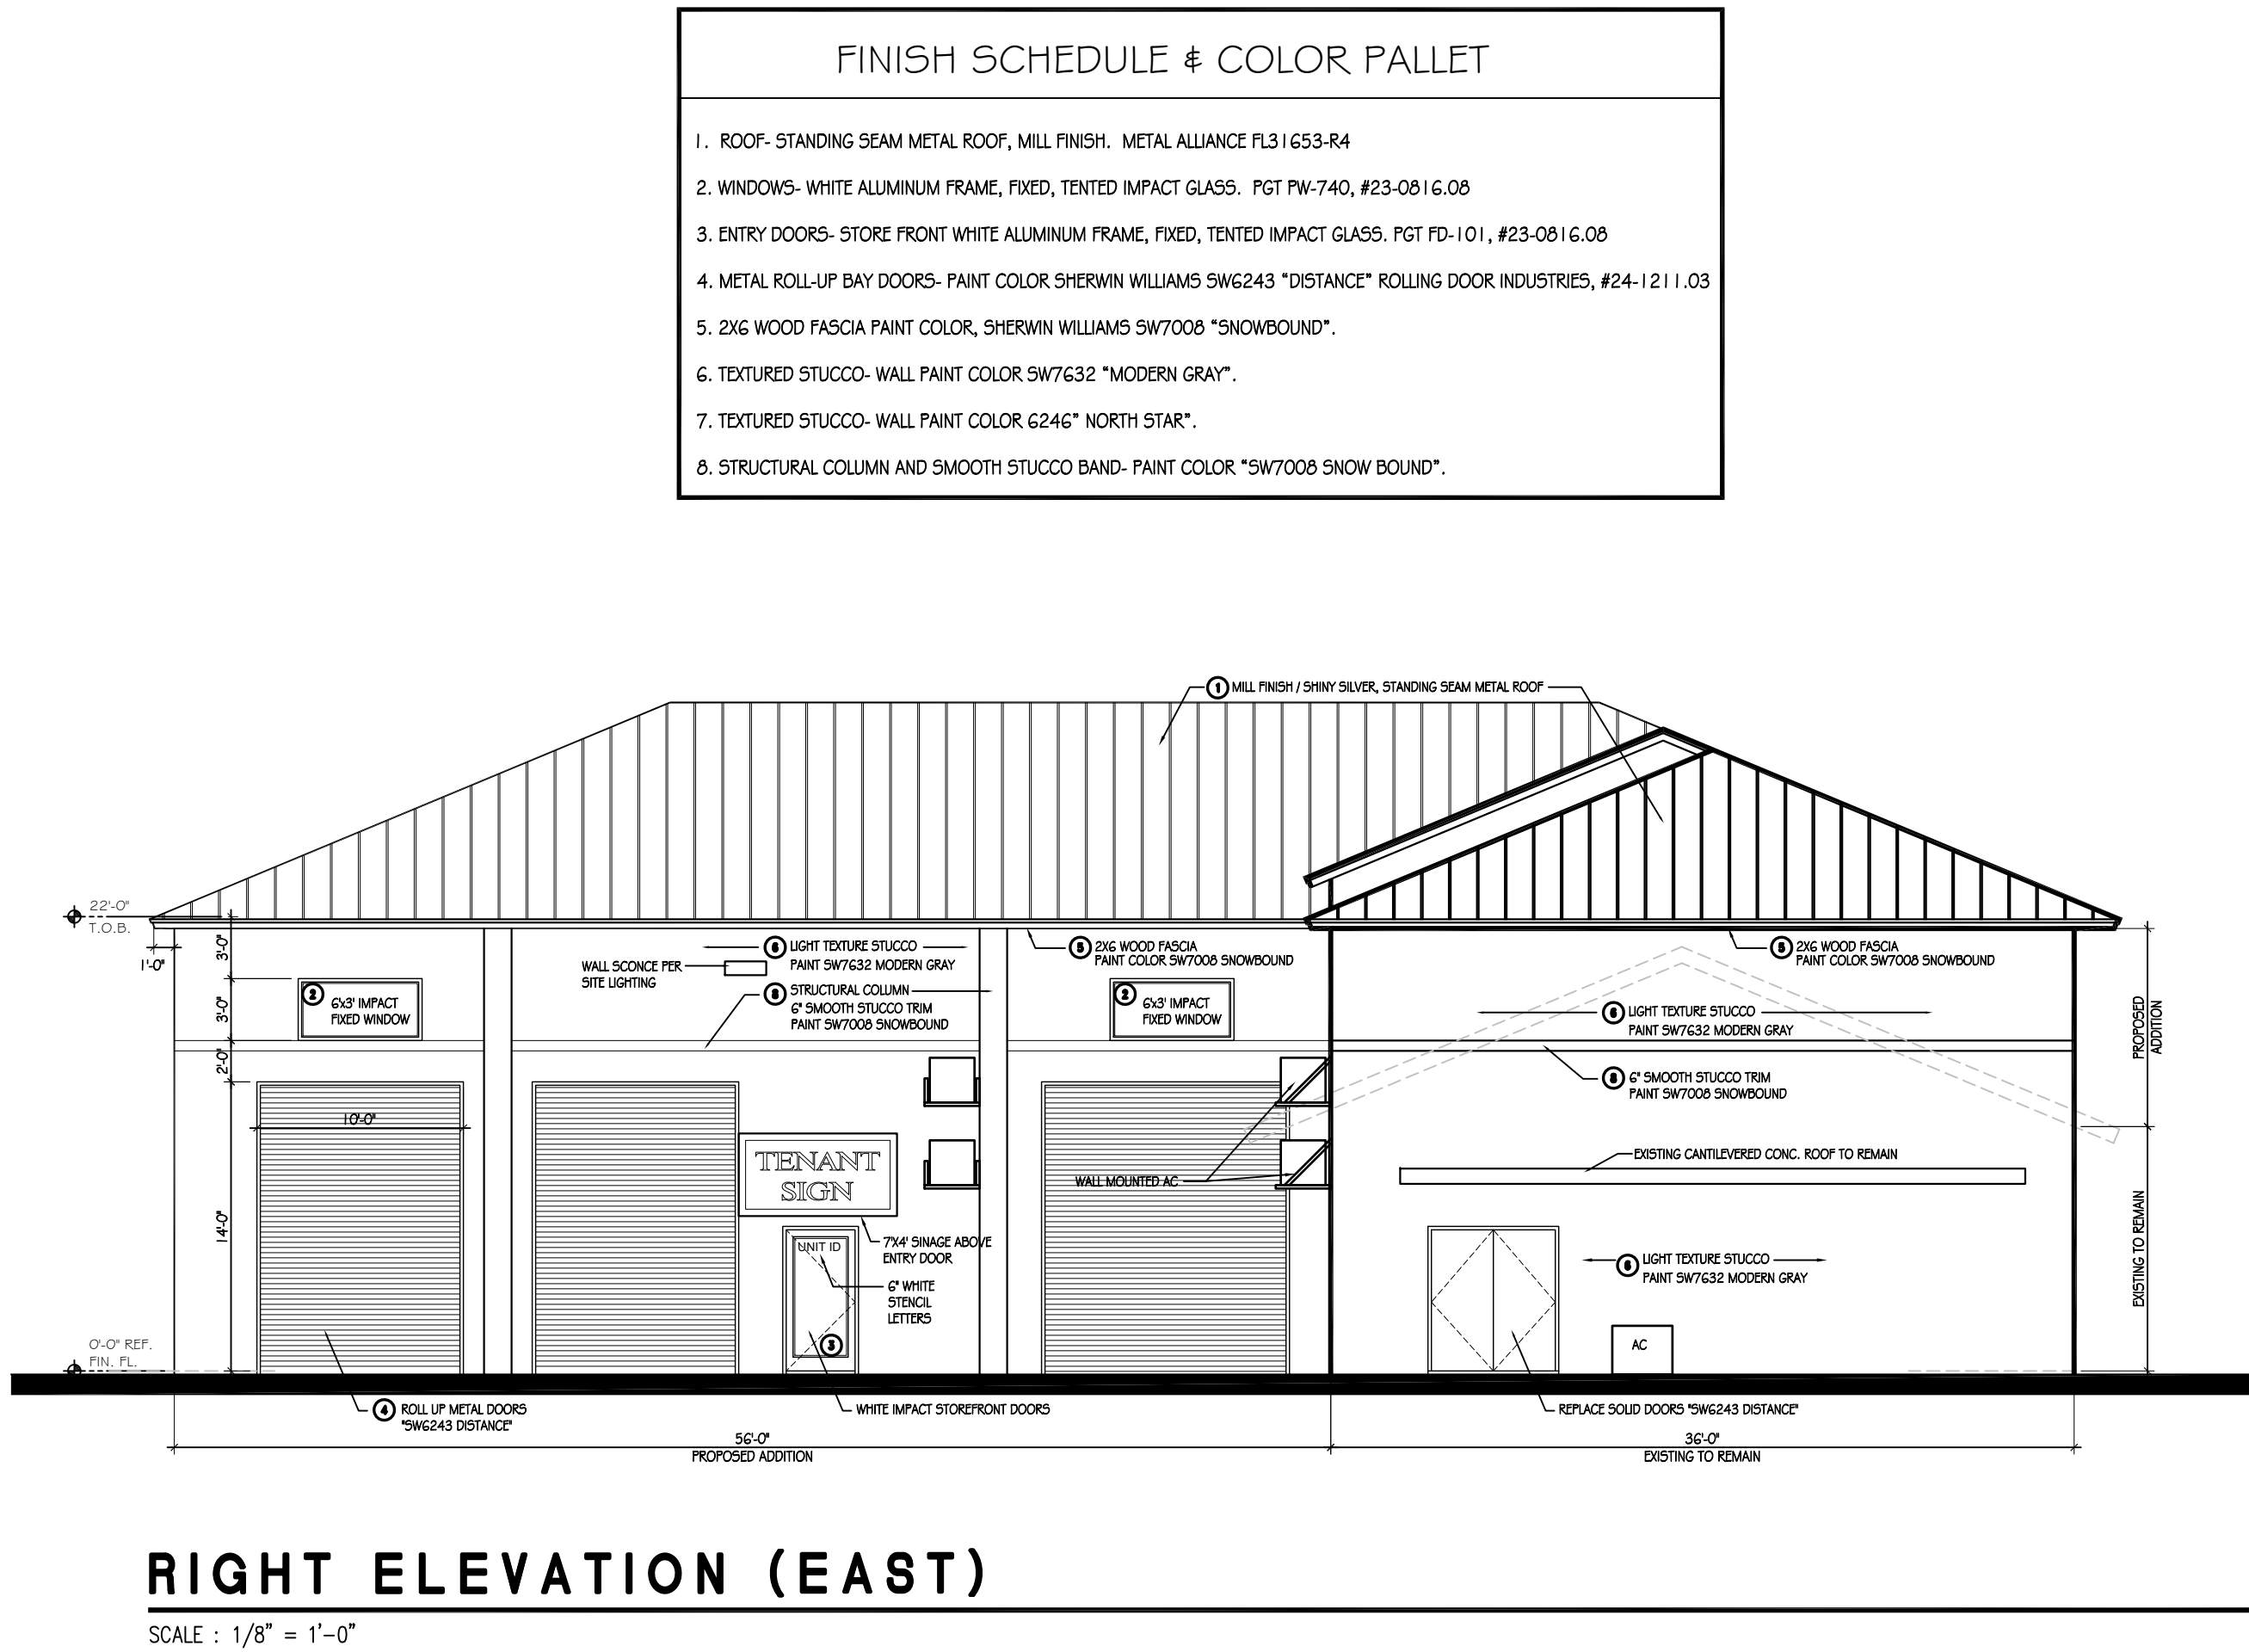 FINISH SCHEDULE & COLOR PALLET
1. ROOF- STANDING SEAM METAL ROOF, MILL FINISH. METAL ALLIANCE FL31653-R4
2. WINDOWS- WHITE ALUMINUM FRAME, FIXED, TENTED IMPACT GLASS. PGT PW-740, #23-0816.08
3. ENTRY DOORS- STORE FRONT WHITE ALUMINUM FRAME, FIXED, TENTED IMPACT GLASS. PGT FD-101, #23-0816.08
4. METAL ROLL-UP BAY DOORS- PAINT COLOR SHERWIN WILLIAMS SW6243 “DISTANCE” ROLLING DOOR INDUSTRIES, #24-1211.03
5. 2X6 WOOD FASCIA PAINT COLOR, SHERWIN WILLIAMS SW7008 “SNOWBOUND”.
6. TEXTURED STUCCO- WALL PAINT COLOR SW7632 “MODERN GRAY”.
7. TEXTURED STUCCO- WALL PAINT COLOR 6246” NORTH STAR”.
8. STRUCTURAL COLUMN AND SMOOTH STUCCO BAND- PAINT COLOR “SW7008 SNOW BOUND”.
1 MILL FINISH / SHINY SILVER, STANDING SEAM METAL ROOF
22'-0"
T.O.B.
1'-0"
3'-0"
3'-0"
2'-0"
14'-0"
2 6'x3' IMPACT
FIXED WINDOW
WALL SCONCE PER
SITE LIGHTING
6 LIGHT TEXTURE STUCCO
PAINT SW7632 MODERN GRAY
8 STRUCTURAL COLUMN
6" SMOOTH STUCCO TRIM
PAINT SW7008 SNOWBOUND
5 2X6 WOOD FASCIA
PAINT COLOR SW7008 SNOWBOUND
2 6'x3' IMPACT
FIXED WINDOW
5 2X6 WOOD FASCIA
PAINT COLOR SW7008 SNOWBOUND
6 LIGHT TEXTURE STUCCO
PAINT SW7632 MODERN GRAY
8 6" SMOOTH STUCCO TRIM
PAINT SW7008 SNOWBOUND
PROPOSED
ADDITION
10'-0"
TENANT
SIGN
WALL MOUNTED AC
EXISTING CANTILEVERED CONC. ROOF TO REMAIN
7'X4' SINAGE ABOVE
ENTRY DOOR
UNIT ID
6" WHITE
STENCIL
LETTERS
3
6 LIGHT TEXTURE STUCCO
PAINT SW7632 MODERN GRAY
EXISTING TO REMAIN
AC
0'-0" REF.
FIN. FL.
4 ROLL UP METAL DOORS
"SW6243 DISTANCE"
WHITE IMPACT STOREFRONT DOORS
REPLACE SOLID DOORS "SW6243 DISTANCE"
56'-0"
PROPOSED ADDITION
36'-0"
EXISTING TO REMAIN
RIGHT ELEVATION (EAST)
SCALE : 1/8” = 1’-0”